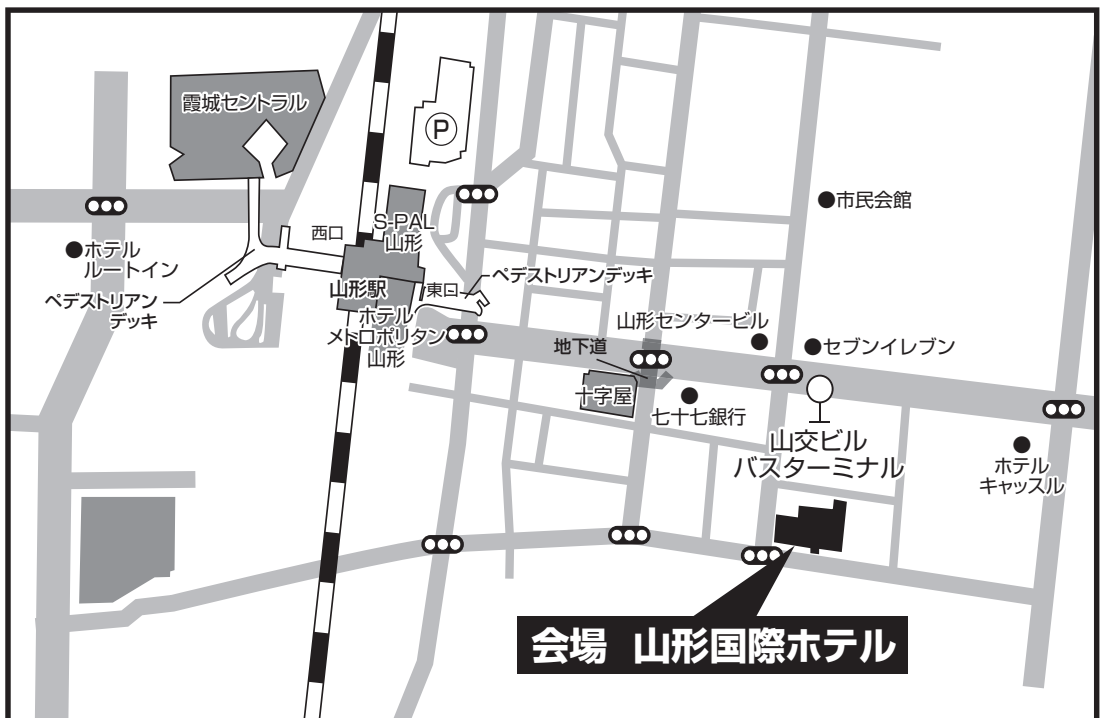 霞城セントラル
P
市民会館
S-PAL
山形
西口
ホテル
ルートイン
ペデストリアン
デッキ
山形駅
東口
ペデストリアンデッキ
ホテル
メトロポリタン
山形
山形センタービル
地下道
セブンイレブン
十字屋
七十七銀行
山交ビル
バスターミナル
ホテル
キャッスル
会場 山形国際ホテル